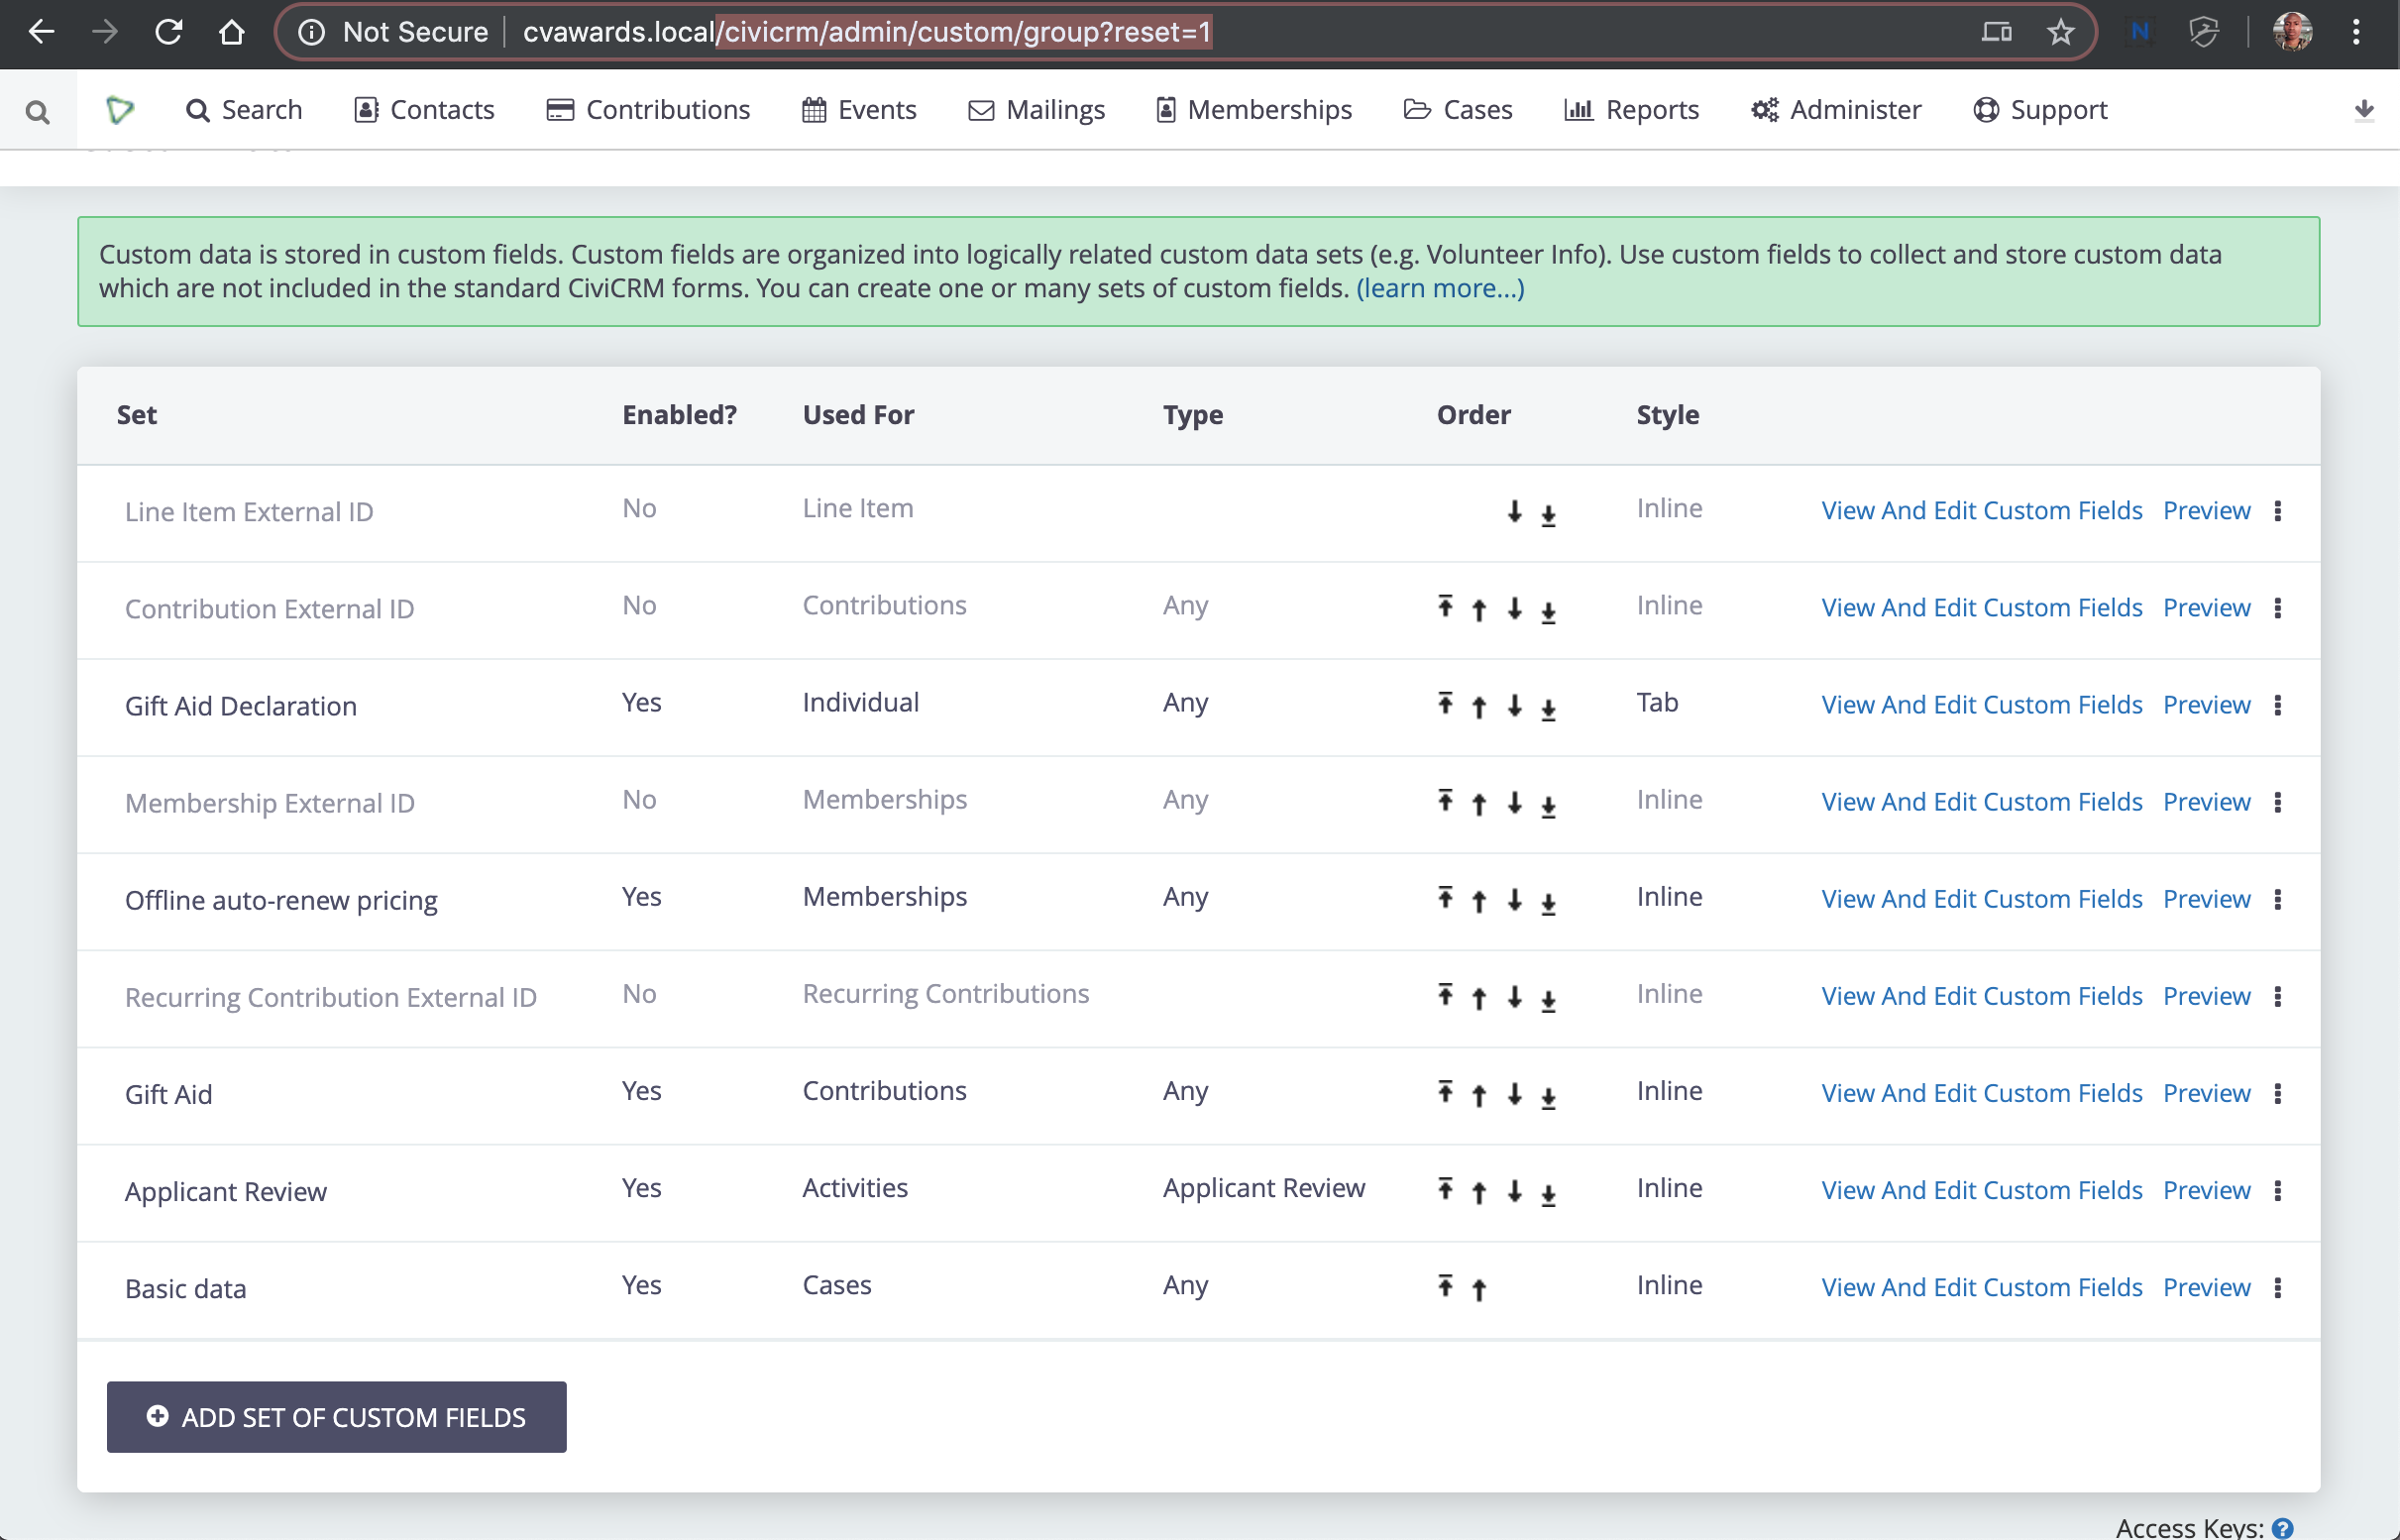 Not Secure cvawards.local/civicrm/admin/custom/group?reset=1
N
Search Contacts Contributions Events Mailings Memberships Cases Reports Administer Support
Custom data is stored in custom fields. Custom fields are organized into logically related custom data sets (e.g. Volunteer Info). Use custom fields to collect and store custom data
which are not included in the standard CiviCRM forms. You can create one or many sets of custom fields. (learn more...)
Set Enabled? Used For Type Order Style
Line Item External ID No Line Item Inline View And Edit Custom Fields Preview
Contribution External ID No Contributions Any Inline View And Edit Custom Fields Preview
Gift Aid Declaration Yes Individual Any Tab View And Edit Custom Fields Preview
Membership External ID No Memberships Any Inline View And Edit Custom Fields Preview
Offline auto-renew pricing Yes Memberships Any Inline View And Edit Custom Fields Preview
Recurring Contribution External ID No Recurring Contributions Inline View And Edit Custom Fields Preview
Gift Aid Yes Contributions Any Inline View And Edit Custom Fields Preview
Applicant Review Yes Activities Applicant Review Inline View And Edit Custom Fields Preview
Basic data Yes Cases Any Inline View And Edit Custom Fields Preview
ADD SET OF CUSTOM FIELDS
Access Keys: ?